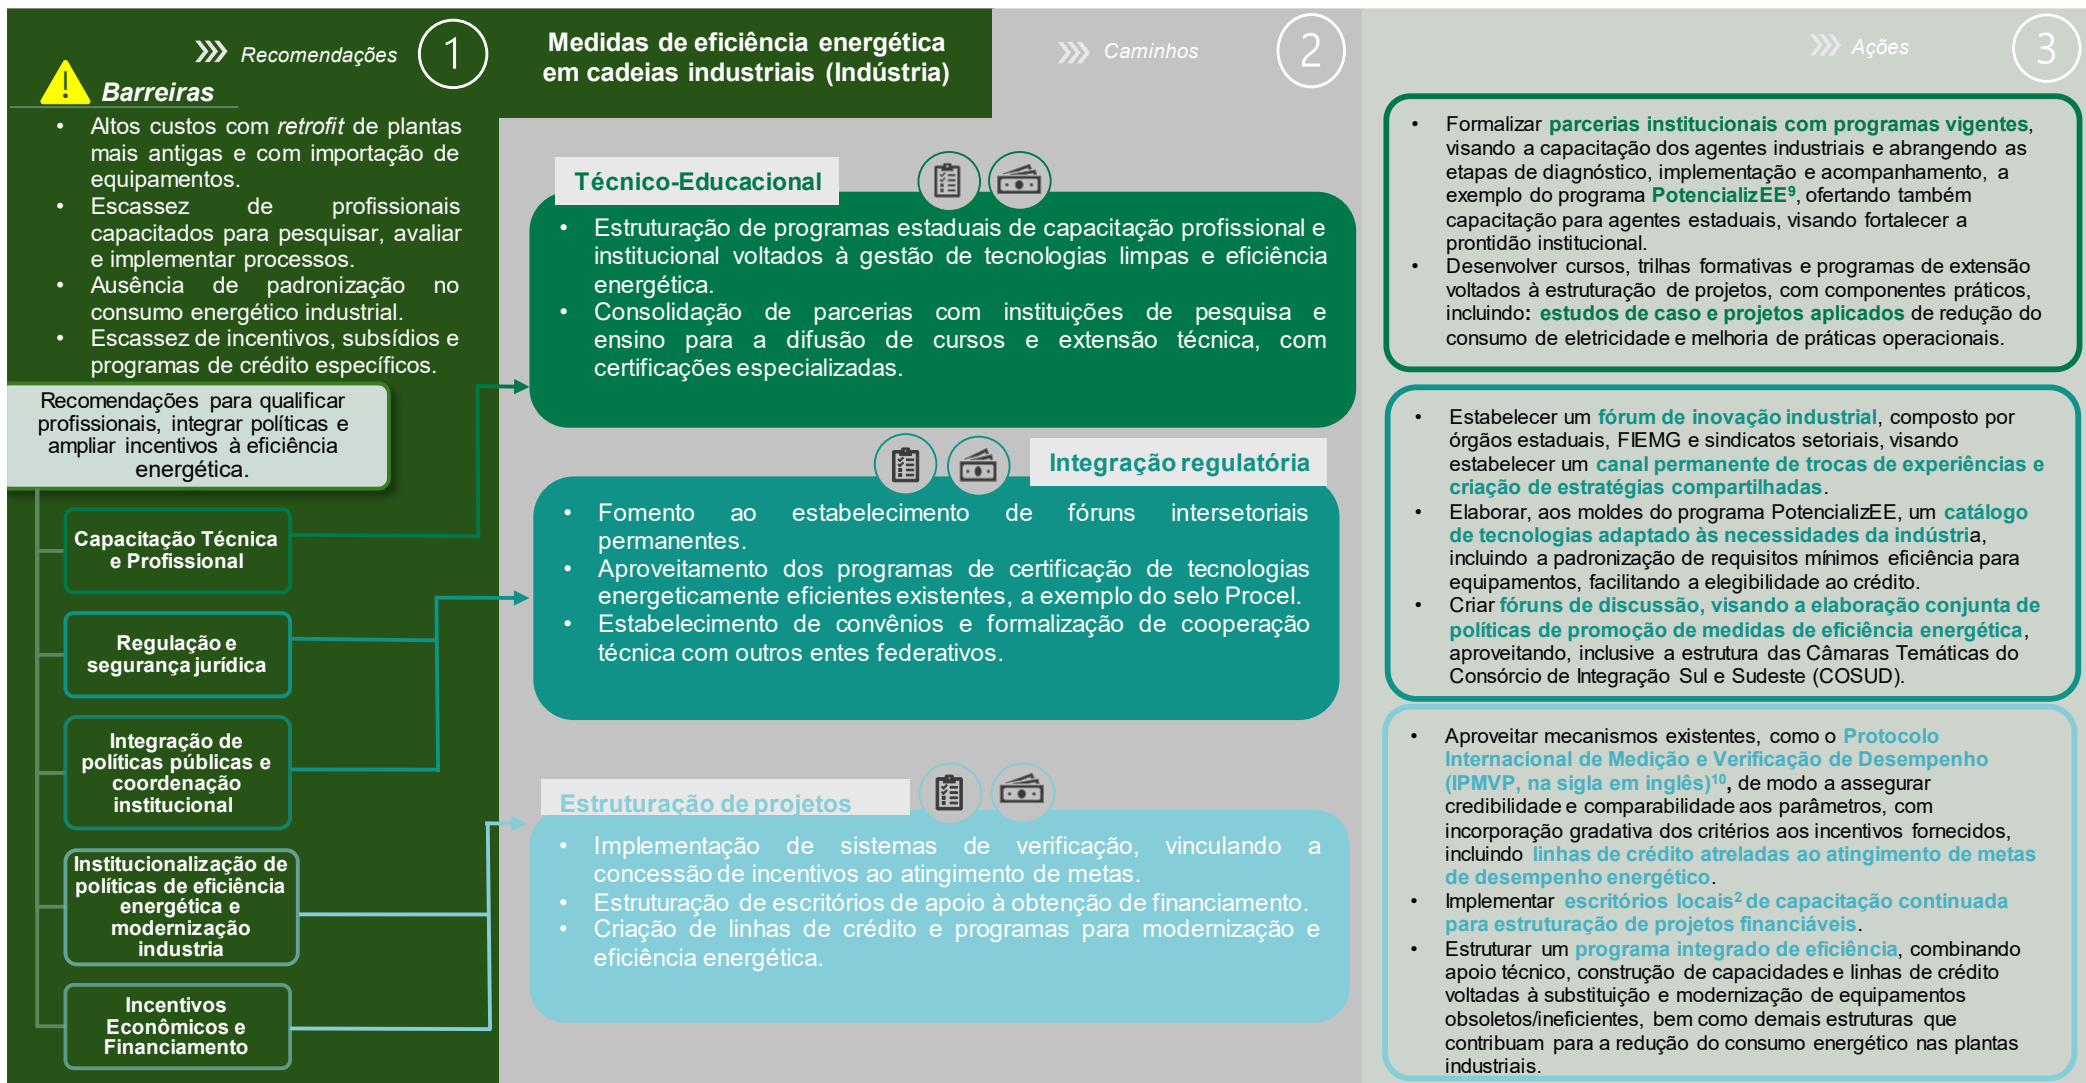 Recomendações
1
Barreiras
• Altos custos com retrofit de plantas
mais antigas e com importação de
equipamentos.
• Escassez de profissionais
capacitados para pesquisar, avaliar
e implementar processos.
• Ausência de padronização no
consumo energético industrial.
• Escassez de incentivos, subsídios e
programas de crédito específicos.
Recomendações para qualificar
profissionais, integrar políticas e
ampliar incentivos à eficiência
energética.
Capacitação Técnica
e Profissional
Regulação e
segurança jurídica
Integração de
políticas públicas e
coordenação
institucional
Institucionalização de
políticas de eficiência
energética e
modernização
industria
Incentivos
Econômicos e
Financiamento
Medidas de eficiência energética
em cadeias industriais (Indústria)
Caminhos
2
Técnico-Educacional
• Estruturação de programas estaduais de capacitação profissional e
institucional voltados à gestão de tecnologias limpas e eficiência
energética.
• Consolidação de parcerias com instituições de pesquisa e
ensino para a difusão de cursos e extensão técnica, com
certificações especializadas.
Integração regulatória
• Fomento ao estabelecimento de fóruns intersetoriais
permanentes.
• Aproveitamento dos programas de certificação de tecnologias
energeticamente eficientes existentes, a exemplo do selo Procel.
• Estabelecimento de convênios e formalização de cooperação
técnica com outros entes federativos.
Estruturação de projetos
• Implementação de sistemas de verificação, vinculando a
concessão de incentivos ao atingimento de metas.
• Estruturação de escritórios de apoio à obtenção de financiamento.
• Criação de linhas de crédito e programas para modernização e
eficiência energética.
Ações
3
• Formalizar parcerias institucionais com programas vigentes,
visando a capacitação dos agentes industriais e abrangendo as
etapas de diagnóstico, implementação e acompanhamento, a
exemplo do programa PotencializEE⁹, ofertando também
capacitação para agentes estaduais, visando fortalecer a
prontidão institucional.
• Desenvolver cursos, trilhas formativas e programas de extensão
voltados à estruturação de projetos, com componentes práticos,
incluindo: estudos de caso e projetos aplicados de redução do
consumo de eletricidade e melhoria de práticas operacionais.
• Estabelecer um fórum de inovação industrial, composto por
órgãos estaduais, FIEMG e sindicatos setoriais, visando
estabelecer um canal permanente de trocas de experiências e
criação de estratégias compartilhadas.
• Elaborar, aos moldes do programa PotencializEE, um catálogo
de tecnologias adaptado às necessidades da indústria,
incluindo a padronização de requisitos mínimos eficiência para
equipamentos, facilitando a elegibilidade ao crédito.
• Criar fóruns de discussão, visando a elaboração conjunta de
políticas de promoção de medidas de eficiência energética,
aproveitando, inclusive a estrutura das Câmaras Temáticas do
Consórcio de Integração Sul e Sudeste (COSUD).
• Aproveitar mecanismos existentes, como o Protocolo
Internacional de Medição e Verificação de Desempenho
(IPMVP, na sigla em inglês)¹⁰, de modo a assegurar
credibilidade e comparabilidade aos parâmetros, com
incorporação gradativa dos critérios aos incentivos fornecidos,
incluindo linhas de crédito atreladas ao atingimento de metas
de desempenho energético.
• Implementar escritórios locais² de capacitação continuada
para estruturação de projetos financiáveis.
• Estruturar um programa integrado de eficiência, combinando
apoio técnico, construção de capacidades e linhas de crédito
voltadas à substituição e modernização de equipamentos
obsoletos/ineficientes, bem como demais estruturas que
contribuam para a redução do consumo energético nas plantas
industriais.